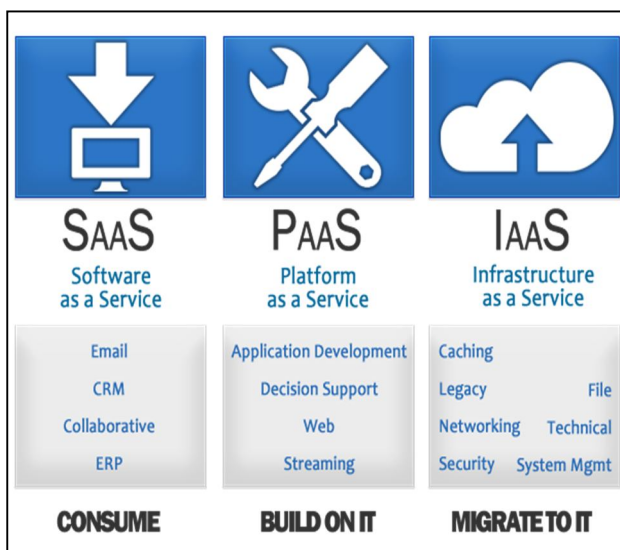 SAAS
Software
as a Service
Email
CRM
Collaborative
ERP
CONSUME
PAAS
Platform
as a Service
Application Development
Decision Support
Web
Streaming
BUILD ON IT
IAAS
Infrastructure
as a Service
Caching
Legacy File
Networking Technical
Security System Mgmt
MIGRATE TO IT